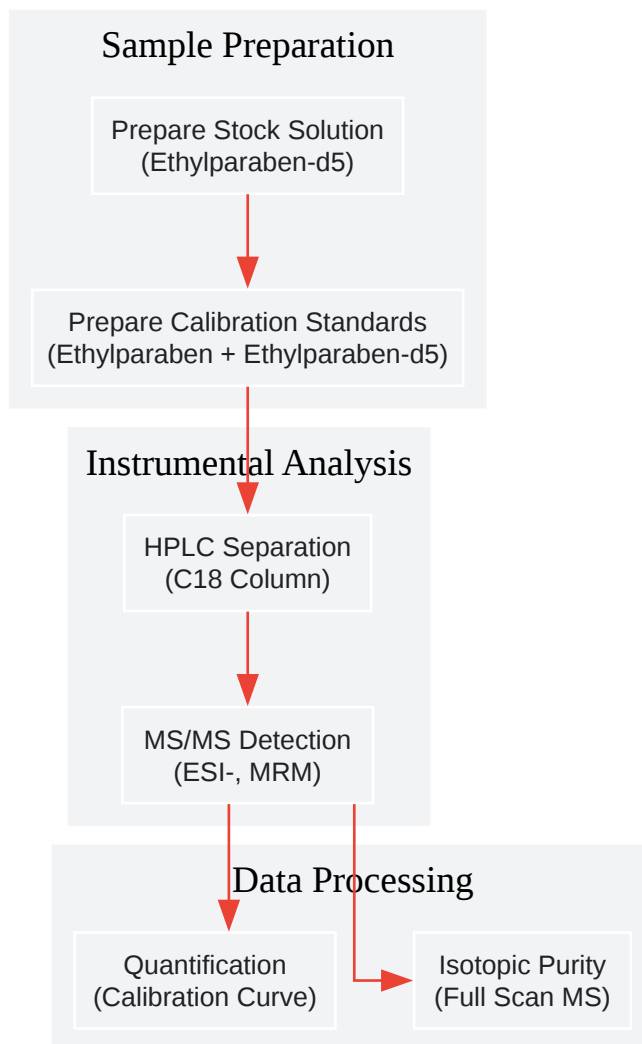 Sample Preparation
Prepare Stock Solution
(Ethylparaben-d5)
Prepare Calibration Standards
(Ethylparaben + Ethylparaben-d5)
Instrumental Analysis
HPLC Separation
(C18 Column)
MS/MS Detection
(ESI-, MRM)
Data Processing
Quantification
(Calibration Curve)
Isotopic Purity
(Full Scan MS)